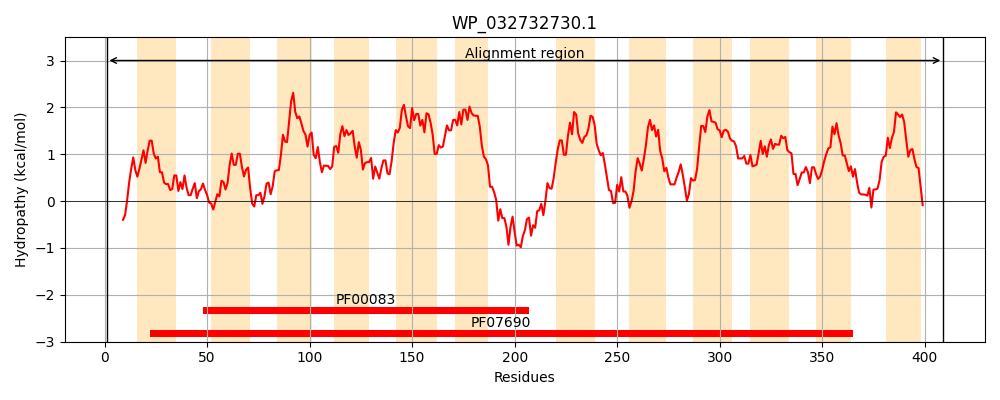 WP_032732730.1
Alignment region
3
2
1
0
−1
−2
−3
Hydropathy (kcal/mol)
PF00083
PF07690
0 50 100 150 200 250 300 350 400
Residues